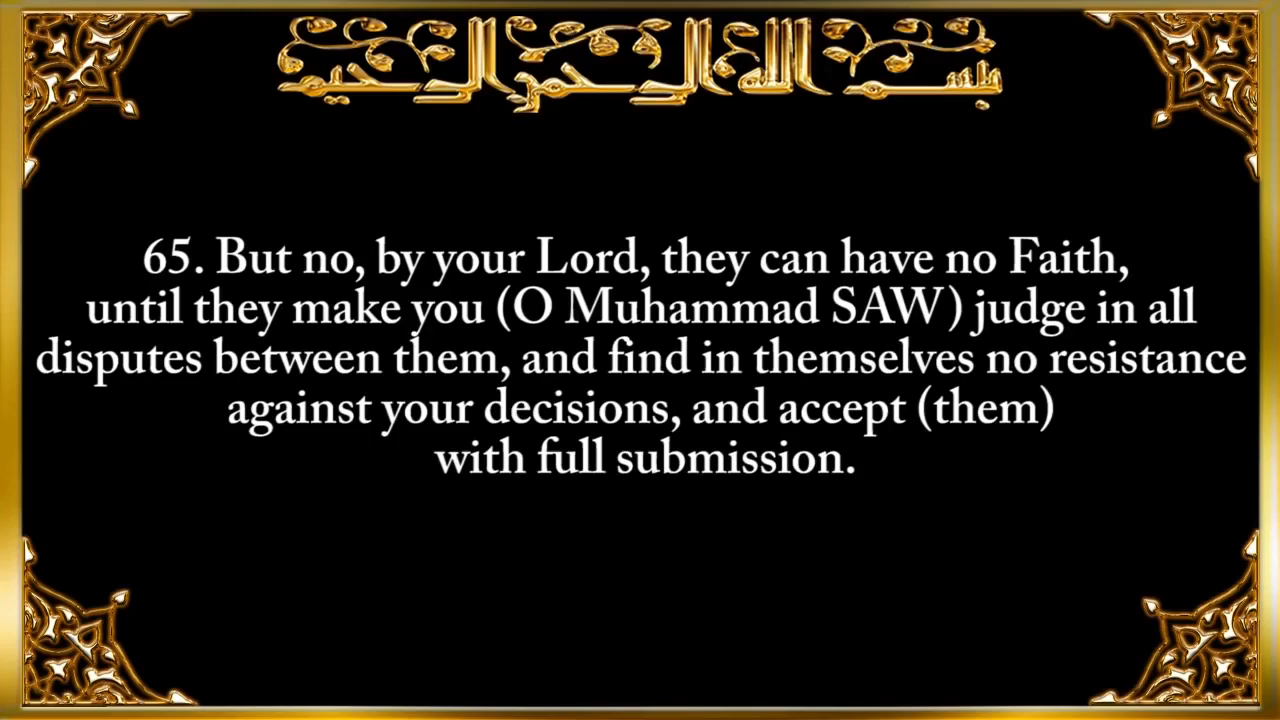 بسم الله الرحمن الرحيم
65. But no, by your Lord, they can have no Faith,
until they make you (O Muhammad SAW) judge in all
disputes between them, and find in themselves no resistance
against your decisions, and accept (them)
with full submission.